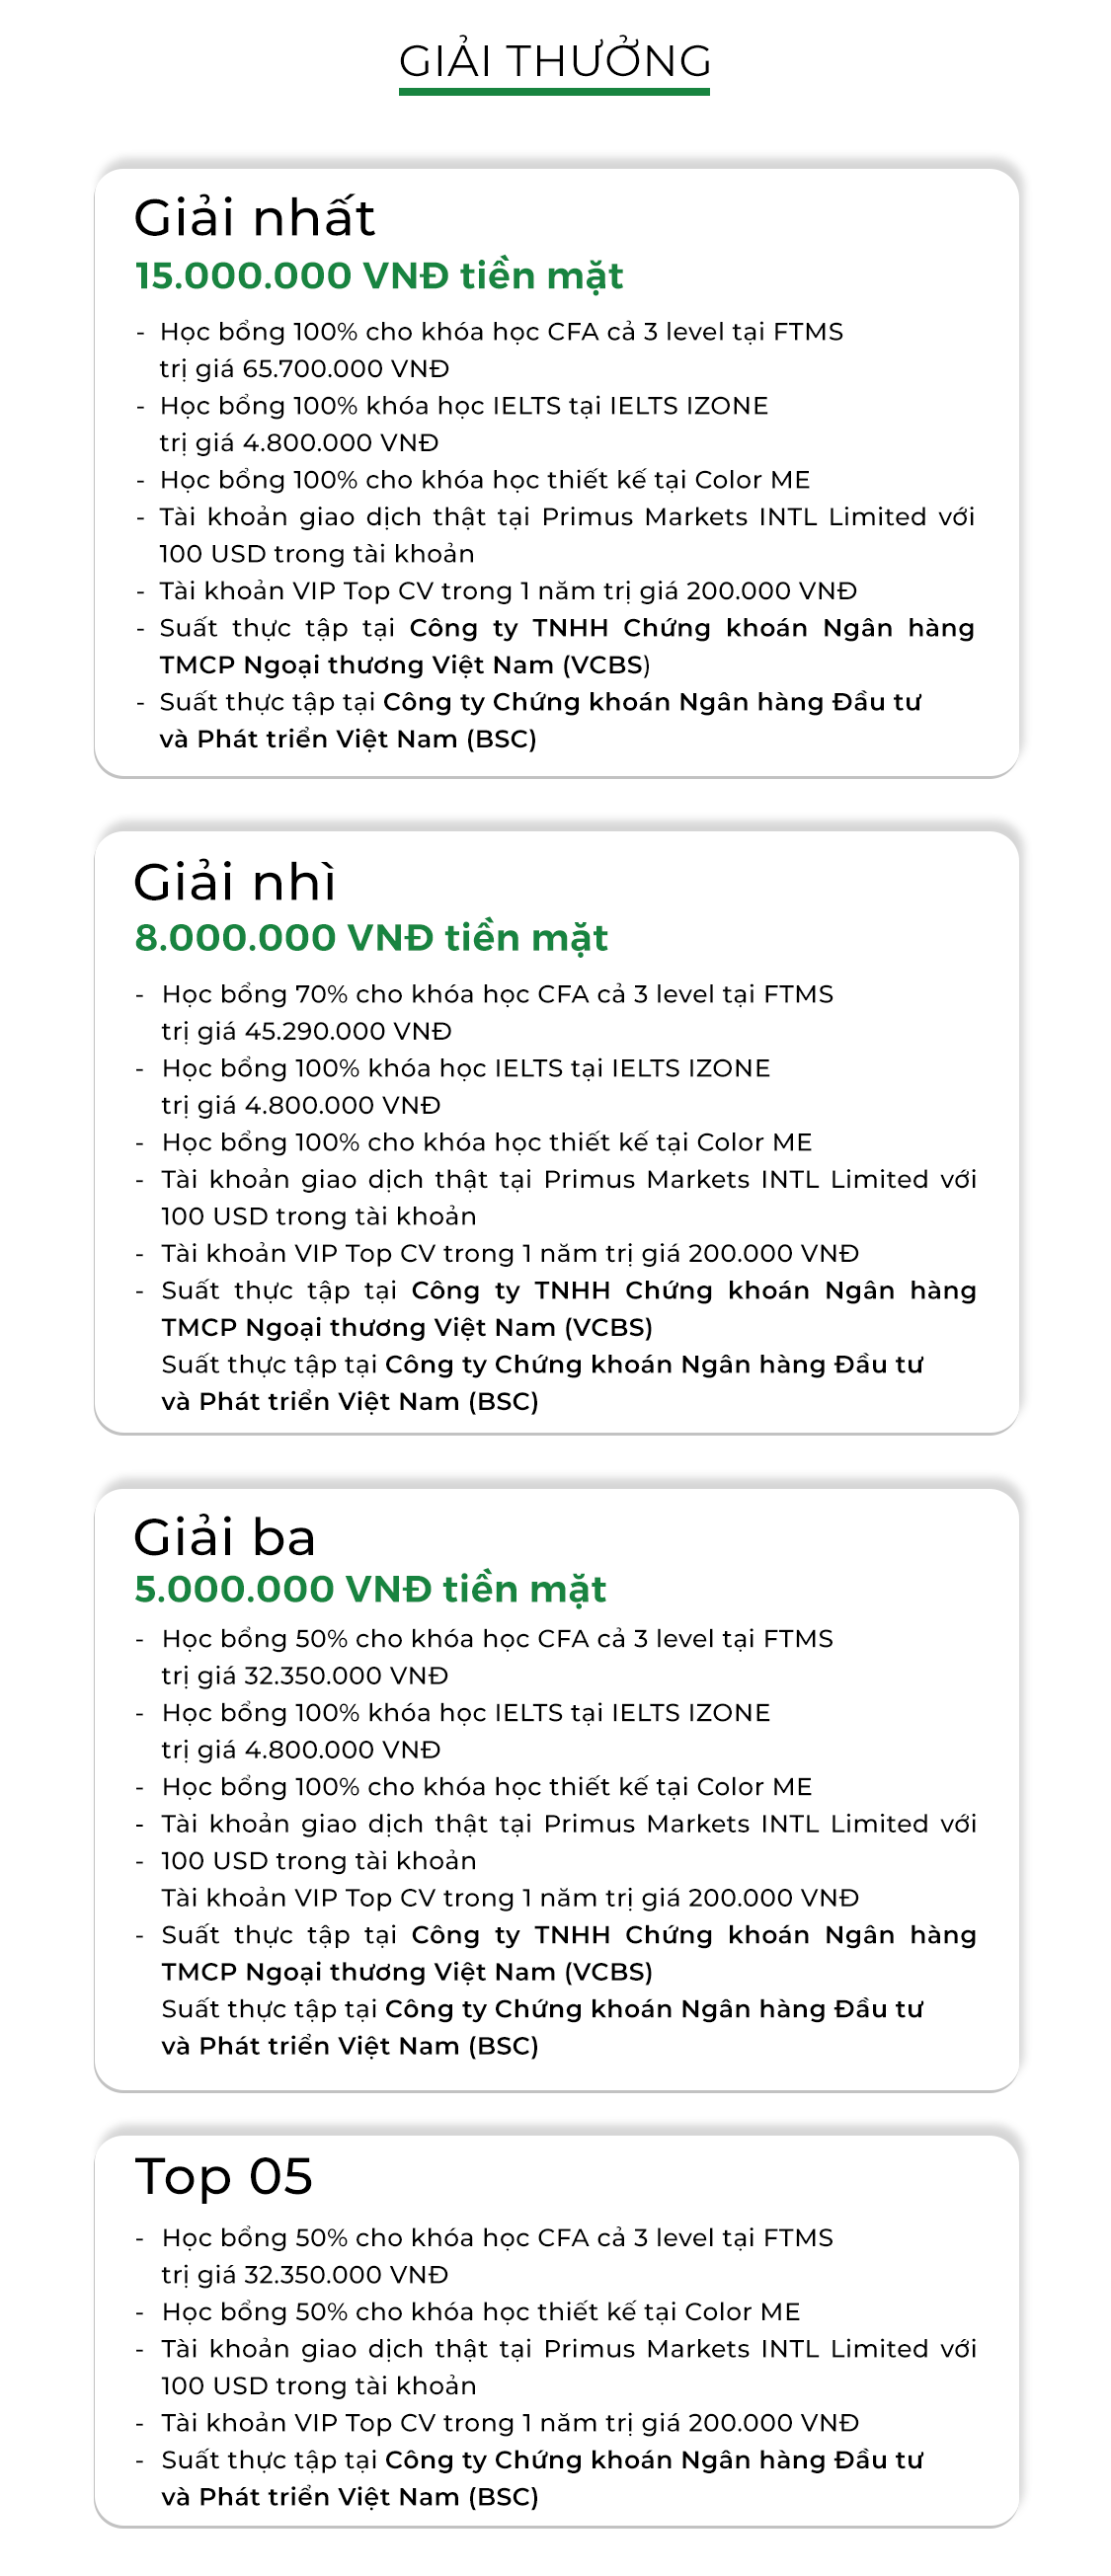 GIẢI THƯỞNG
Giải nhất
15.000.000 VNĐ tiền mặt
- Học bổng 100% cho khóa học CFA cả 3 level tại FTMS
trị giá 65.700.000 VNĐ
- Học bổng 100% khóa học IELTS tại IELTS IZONE
trị giá 4.800.000 VNĐ
- Học bổng 100% cho khóa học thiết kế tại Color ME
- Tài khoản giao dịch thật tại Primus Markets INTL Limited với
100 USD trong tài khoản
- Tài khoản VIP Top CV trong 1 năm trị giá 200.000 VNĐ
- Suất thực tập tại Công ty TNHH Chứng khoán Ngân hàng
TMCP Ngoại thương Việt Nam (VCBS)
- Suất thực tập tại Công ty Chứng khoán Ngân hàng Đầu tư
và Phát triển Việt Nam (BSC)
Giải nhì
8.000.000 VNĐ tiền mặt
- Học bổng 70% cho khóa học CFA cả 3 level tại FTMS
trị giá 45.290.000 VNĐ
- Học bổng 100% khóa học IELTS tại IELTS IZONE
trị giá 4.800.000 VNĐ
- Học bổng 100% cho khóa học thiết kế tại Color ME
- Tài khoản giao dịch thật tại Primus Markets INTL Limited với
100 USD trong tài khoản
- Tài khoản VIP Top CV trong 1 năm trị giá 200.000 VNĐ
- Suất thực tập tại Công ty TNHH Chứng khoán Ngân hàng
TMCP Ngoại thương Việt Nam (VCBS)
Suất thực tập tại Công ty Chứng khoán Ngân hàng Đầu tư
và Phát triển Việt Nam (BSC)
Giải ba
5.000.000 VNĐ tiền mặt
- Học bổng 50% cho khóa học CFA cả 3 level tại FTMS
trị giá 32.350.000 VNĐ
- Học bổng 100% khóa học IELTS tại IELTS IZONE
trị giá 4.800.000 VNĐ
- Học bổng 100% cho khóa học thiết kế tại Color ME
- Tài khoản giao dịch thật tại Primus Markets INTL Limited với
- 100 USD trong tài khoản
Tài khoản VIP Top CV trong 1 năm trị giá 200.000 VNĐ
- Suất thực tập tại Công ty TNHH Chứng khoán Ngân hàng
TMCP Ngoại thương Việt Nam (VCBS)
Suất thực tập tại Công ty Chứng khoán Ngân hàng Đầu tư
và Phát triển Việt Nam (BSC)
Top 05
- Học bổng 50% cho khóa học CFA cả 3 level tại FTMS
trị giá 32.350.000 VNĐ
- Học bổng 50% cho khóa học thiết kế tại Color ME
- Tài khoản giao dịch thật tại Primus Markets INTL Limited với
100 USD trong tài khoản
- Tài khoản VIP Top CV trong 1 năm trị giá 200.000 VNĐ
- Suất thực tập tại Công ty Chứng khoán Ngân hàng Đầu tư
và Phát triển Việt Nam (BSC)